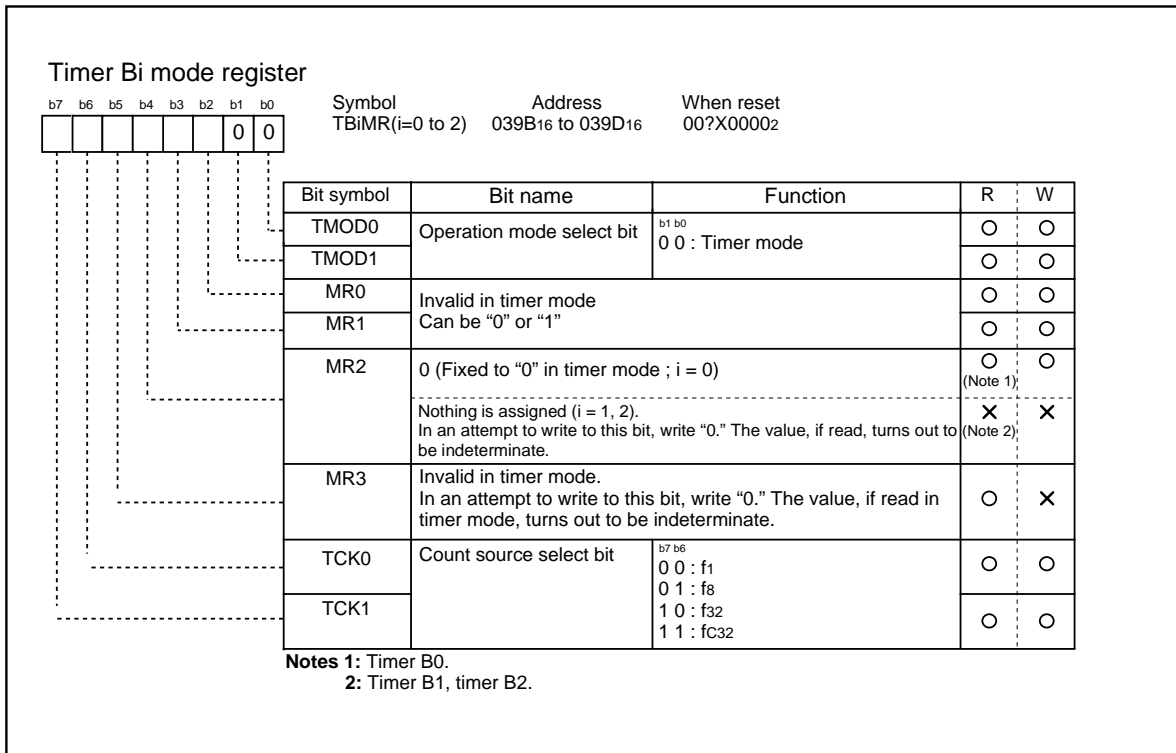 Timer Bi mode register
b7 b6 b5 b4 b3 b2 b1 b0
0 0
Symbol Address When reset
TBiMR(i=0 to 2) 039B16 to 039D16 00?X00002
Bit symbol Bit name Function R W
TMOD0 Operation mode select bit b1 b0
0 0 : Timer mode
TMOD1
MR0 Invalid in timer mode
Can be “0” or “1”
MR1
MR2 0 (Fixed to “0” in timer mode ; i = 0)
(Note 1)
Nothing is assigned (i = 1, 2).
In an attempt to write to this bit, write “0.” The value, if read, turns out to
be indeterminate.
(Note 2)
MR3 Invalid in timer mode.
In an attempt to write to this bit, write “0.” The value, if read in
timer mode, turns out to be indeterminate.
TCK0 Count source select bit b7 b6
0 0 : f1
0 1 : f8
TCK1 1 0 : f32
1 1 : fC32
Notes 1: Timer B0.
2: Timer B1, timer B2.